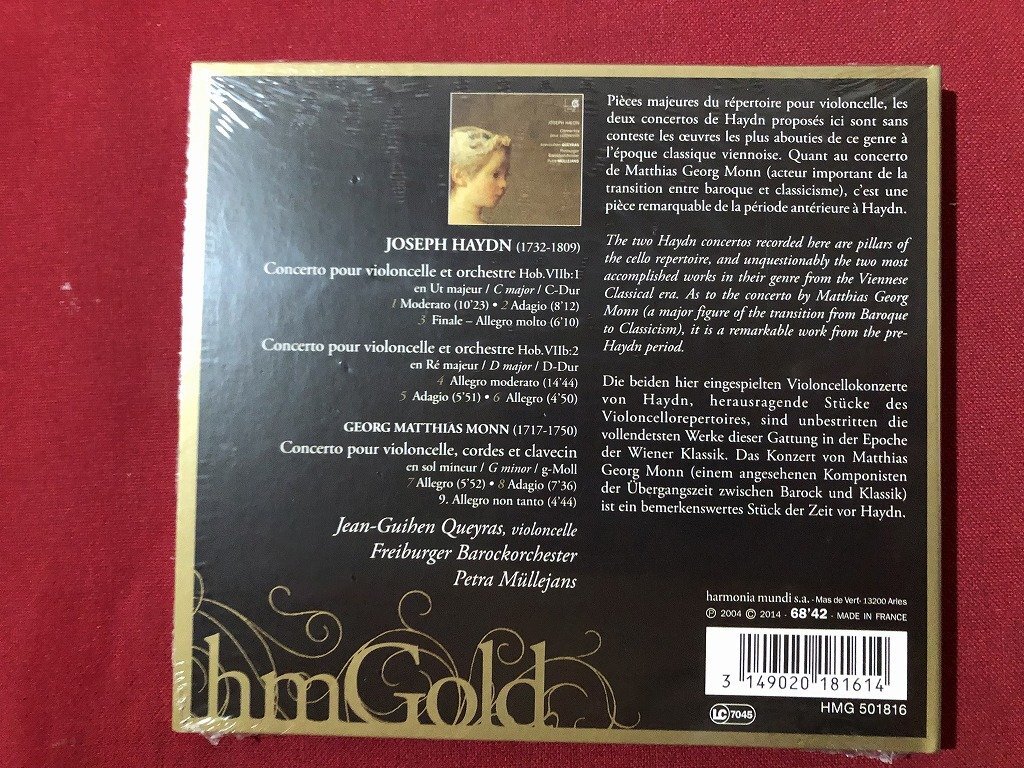 JOSEPH HAYDN
JOSEPH HAYDN (1732-1809)
Concerto pour violoncelle et orchestre Hob.VIIb:1
en Ut majeur / C major / C-Dur
1 Moderato (10'23) • 2 Adagio (8'12)
3 Finale – Allegro molto (6'10)
Concerto pour violoncelle et orchestre Hob.VIIb:2
en Ré majeur / D major / D-Dur
4 Allegro moderato (14'44)
5 Adagio (5'51) • 6 Allegro (4'50)
GEORG MATTHIAS MONN (1717-1750)
Concerto pour violoncelle, cordes et clavecin
en sol mineur / G minor / g-Moll
7 Allegro (5'52) • 8 Adagio (7'36)
9. Allegro non tanto (4'44)
Jean-Guihen Queyras, violoncelle
Freiburger Barockorchester
Petra Müllejans
hmGold
Pièces majeures du répertoire pour violoncelle, les
deux concertos de Haydn proposés ici sont sans
conteste les œuvres les plus abouties de ce genre à
l'époque classique viennoise. Quant au concerto
de Matthias Georg Monn (acteur important de la
transition entre baroque et classicisme), c'est une
pièce remarquable de la période antérieure à Haydn.
The two Haydn concertos recorded here are pillars of
the cello repertoire, and unquestionably the two most
accomplished works in their genre from the Viennese
Classical era. As to the concerto by Matthias Georg
Monn (a major figure of the transition from Baroque
to Classicism), it is a remarkable work from the pre-
Haydn period.
Die beiden hier eingespielten Violoncellokonzerte
von Haydn, herausragende Stücke des
Violoncellorepertoires, sind unbestritten die
vollendetsten Werke dieser Gattung in der Epoche
der Wiener Klassik. Das Konzert von Matthias
Georg Monn (einem angesehenen Komponisten
der Übergangszeit zwischen Barock und Klassik)
ist ein bemerkenswertes Stück der Zeit vor Haydn.
harmonia mundi s.a. - Mas de Vert- 13200 Arles
℗ 2004 © 2014 - 68'42 - MADE IN FRANCE
3 149020 181614
LC 7045
HMG 501816